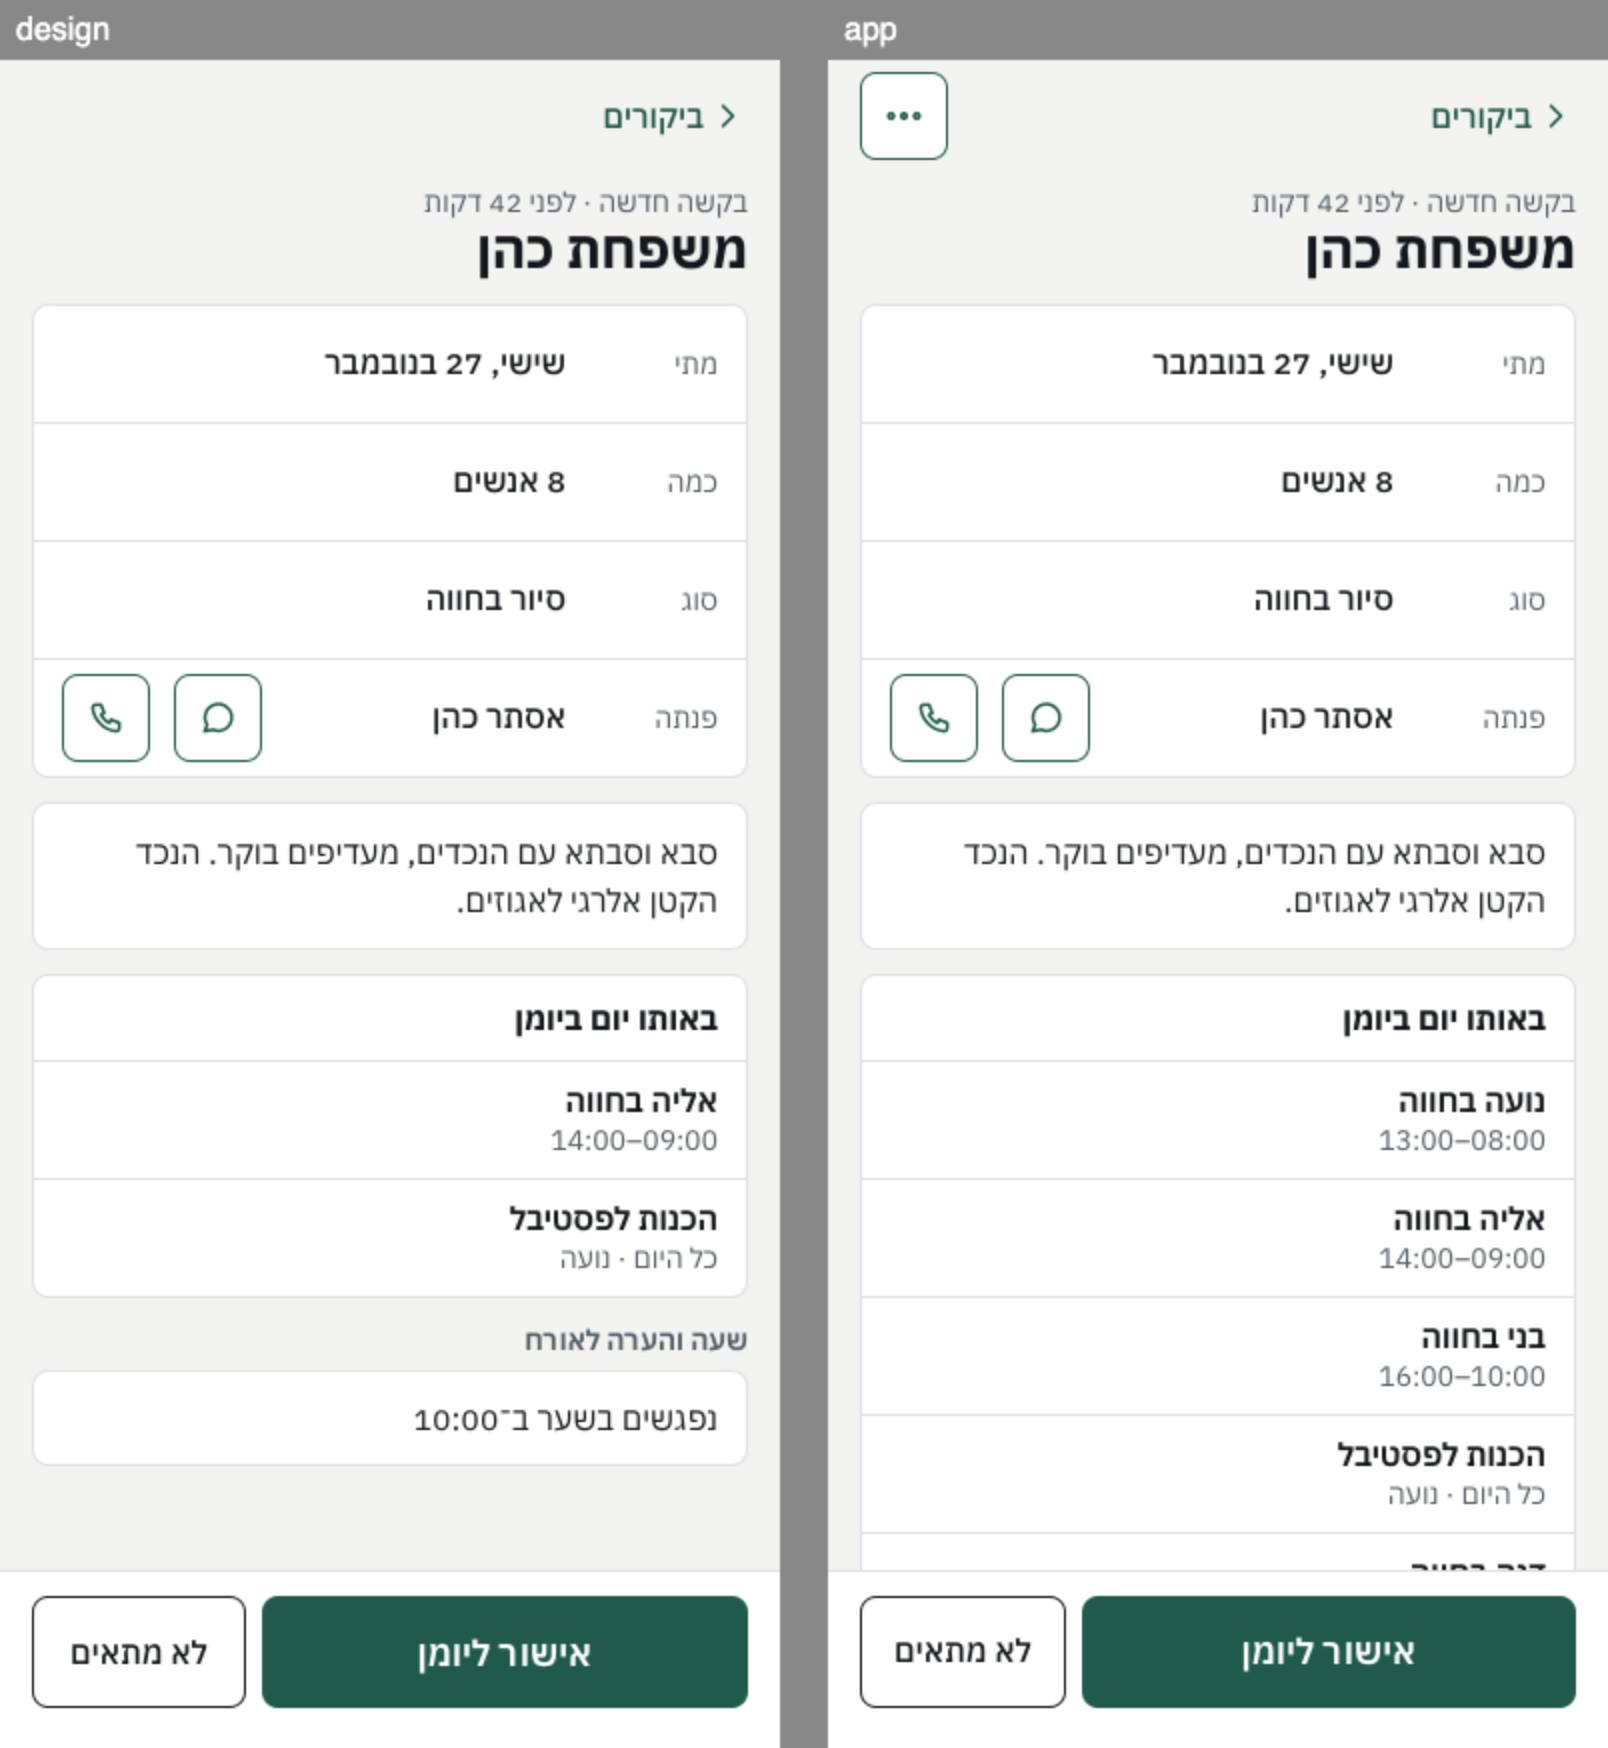 design
ביקורים
בקשה חדשה · לפני 42 דקות
משפחת כהן
מתי
שישי, 27 בנובמבר
כמה
8 אנשים
סוג
סיור בחווה
פנתה
אסתר כהן
סבא וסבתא עם הנכדים, מעדיפים בוקר. הנכד
הקטן אלרגי לאגוזים.
באותו יום ביומן
אליה בחווה
09:00–14:00
הכנות לפסטיבל
כל היום · נועה
שעה והערה לאורח
נפגשים בשער ב־10:00
אישור ליומן
לא מתאים
app
ביקורים
בקשה חדשה · לפני 42 דקות
משפחת כהן
מתי
שישי, 27 בנובמבר
כמה
8 אנשים
סוג
סיור בחווה
פנתה
אסתר כהן
סבא וסבתא עם הנכדים, מעדיפים בוקר. הנכד
הקטן אלרגי לאגוזים.
באותו יום ביומן
נועה בחווה
08:00–13:00
אליה בחווה
09:00–14:00
בני בחווה
10:00–16:00
הכנות לפסטיבל
כל היום · נועה
בחווה
אישור ליומן
לא מתאים